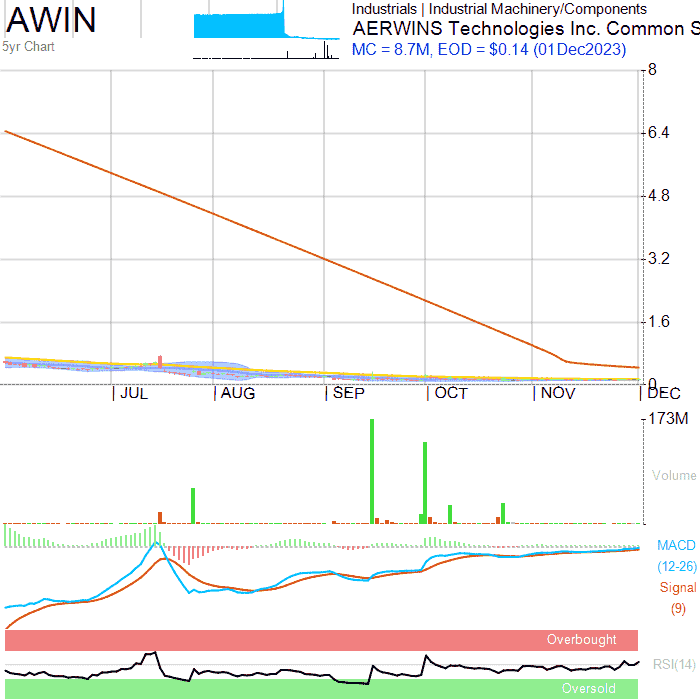 AWIN
5yr Chart
Industrials | Industrial Machinery/Components
AERWINS Technologies Inc. Common S
MC = 8.7M, EOD = $0.14 (01Dec2023)
8
6.4
4.8
3.2
1.6
0
JUL AUG SEP OCT NOV DEC
173M
Volume
MACD
(12-26)
Signal
(9)
Overbought
RSI(14)
Oversold